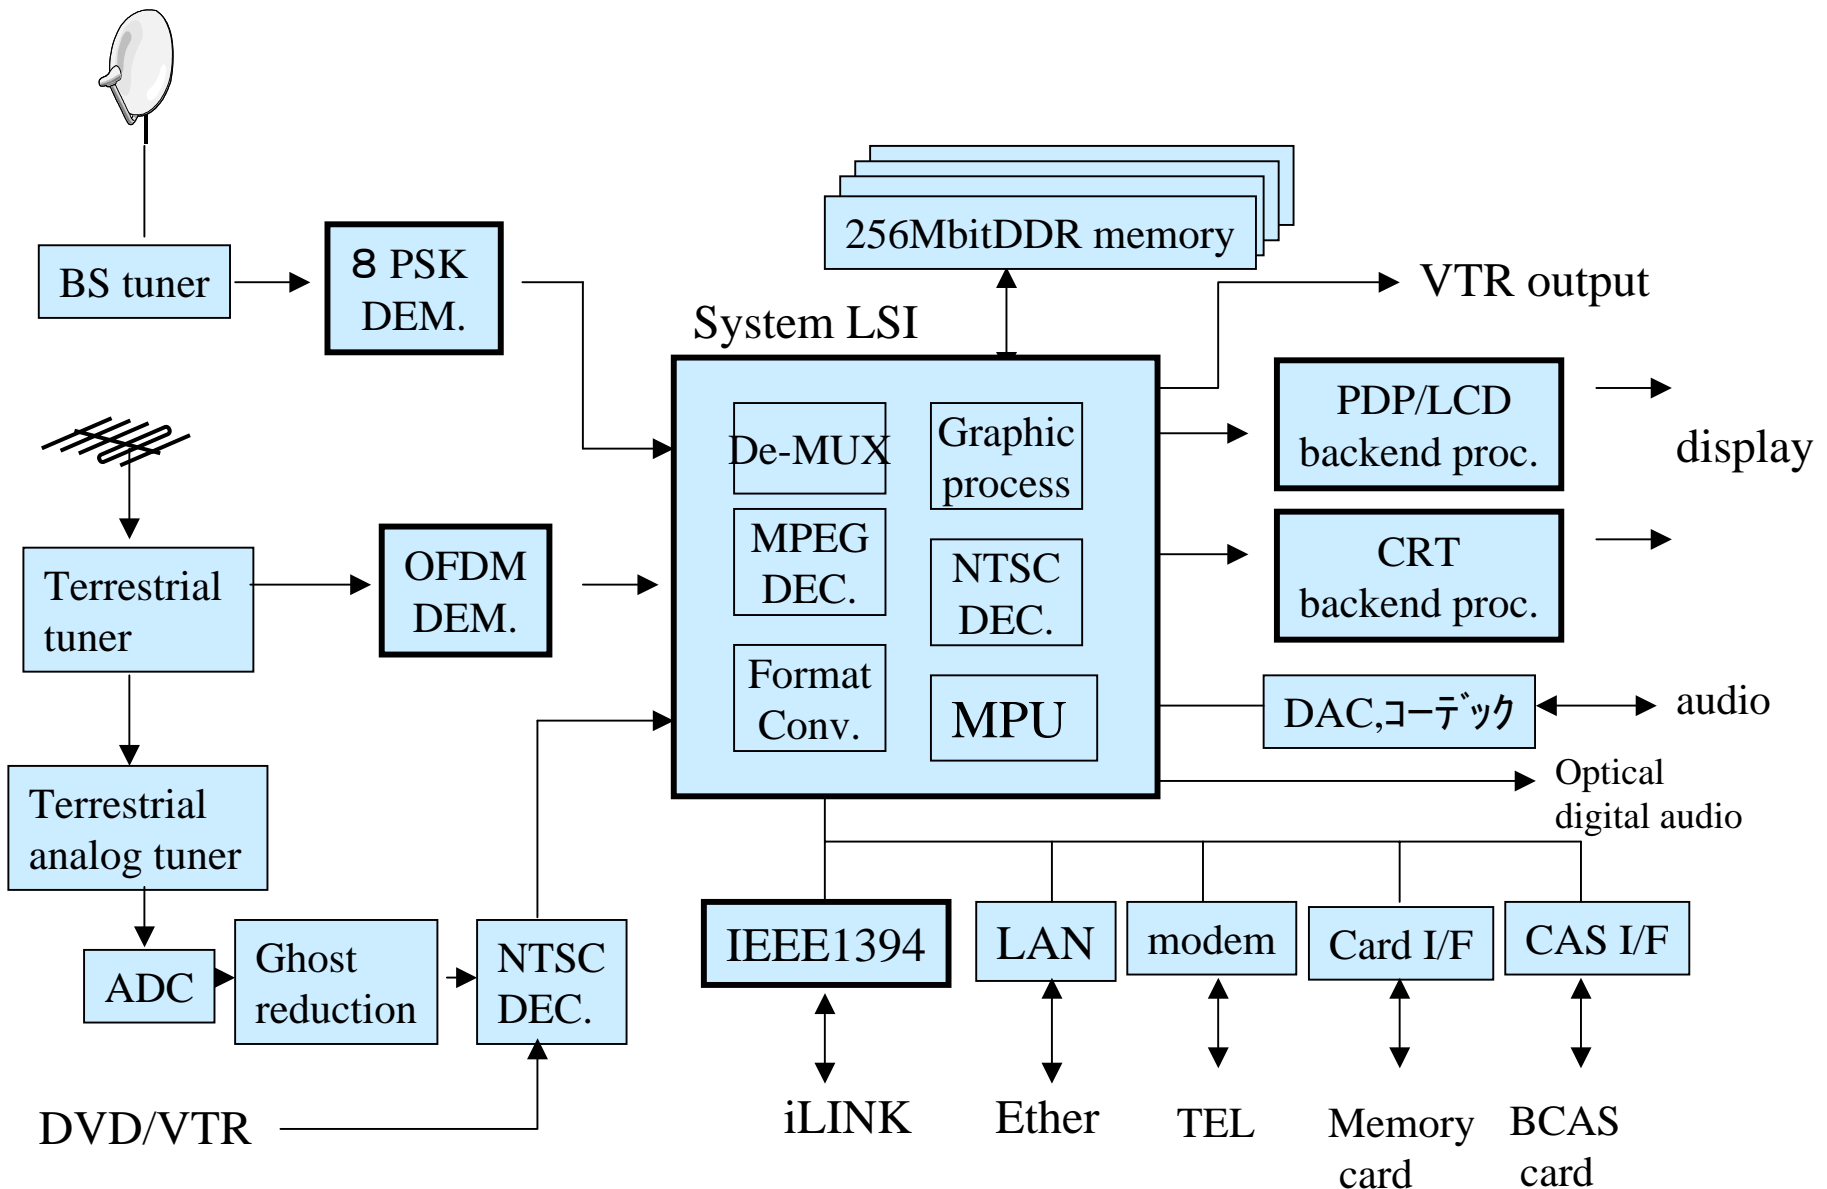 256MbitDDR memory
BS tuner
８ PSK
DEM.
VTR output
System LSI
De-MUX
Graphic
process
PDP/LCD
backend proc.
display
MPEG
DEC.
NTSC
DEC.
CRT
backend proc.
Terrestrial
tuner
OFDM
DEM.
Format
Conv.
MPU
DAC,ｺｰﾃﾞｯｸ
audio
Optical
digital audio
Terrestrial
analog tuner
ADC
Ghost
reduction
NTSC
DEC.
IEEE1394
LAN
modem
Card I/F
CAS I/F
DVD/VTR
iLINK
Ether
TEL
Memory
card
BCAS
card